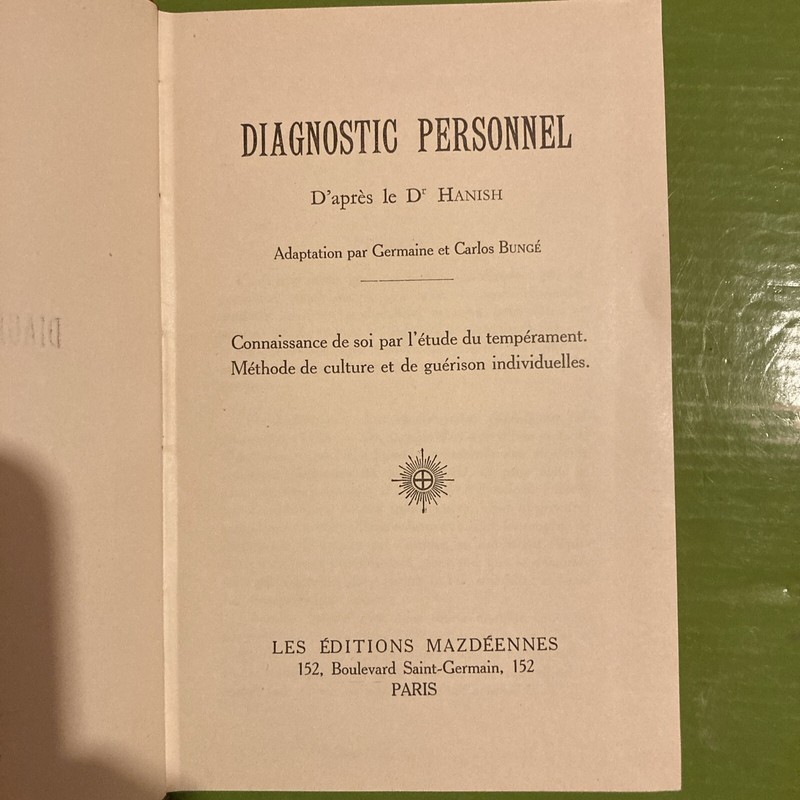 DIAGNOSTIC PERSONNEL
D'après le Dr HANISH
Adaptation par Germaine et Carlos BUNGÉ
Connaissance de soi par l'étude du tempérament.
Méthode de culture et de guérison individuelles.
LES ÉDITIONS MAZDÉENNES
152, Boulevard Saint-Germain, 152
PARIS